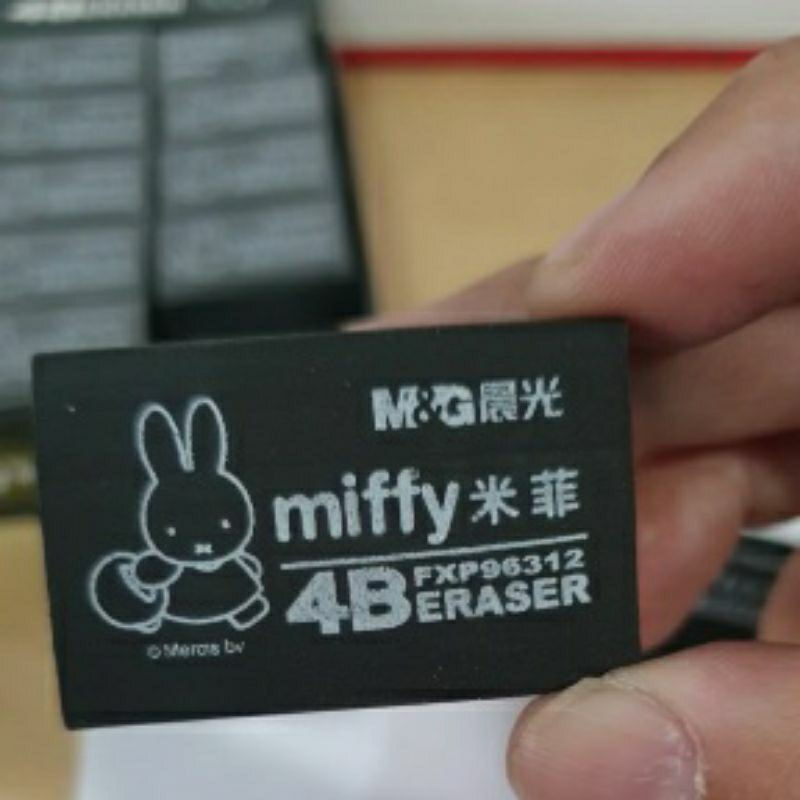 M&G晨光
miffy米菲
4B FXP96312
ERASER
© Mercis bv